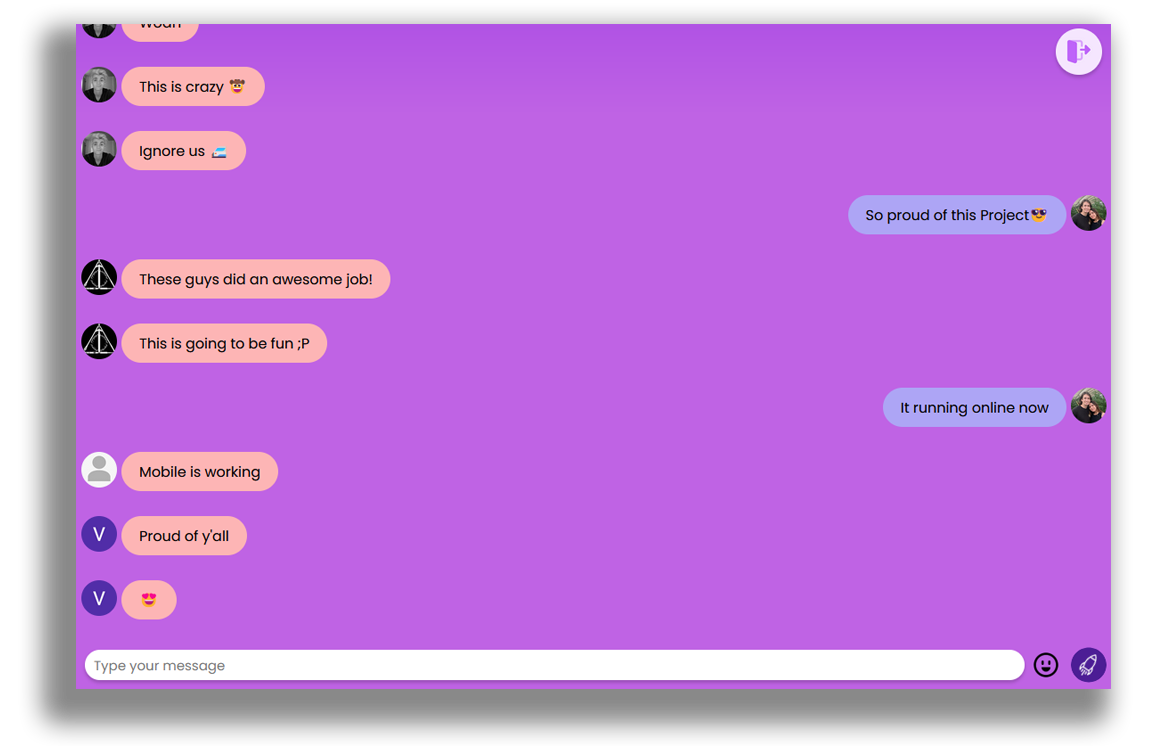 Woah
This is crazy 🤠
Ignore us
So proud of this Project😎
These guys did an awesome job!
This is going to be fun ;P
It running online now
Mobile is working
V Proud of y'all
V 😍
Type your message